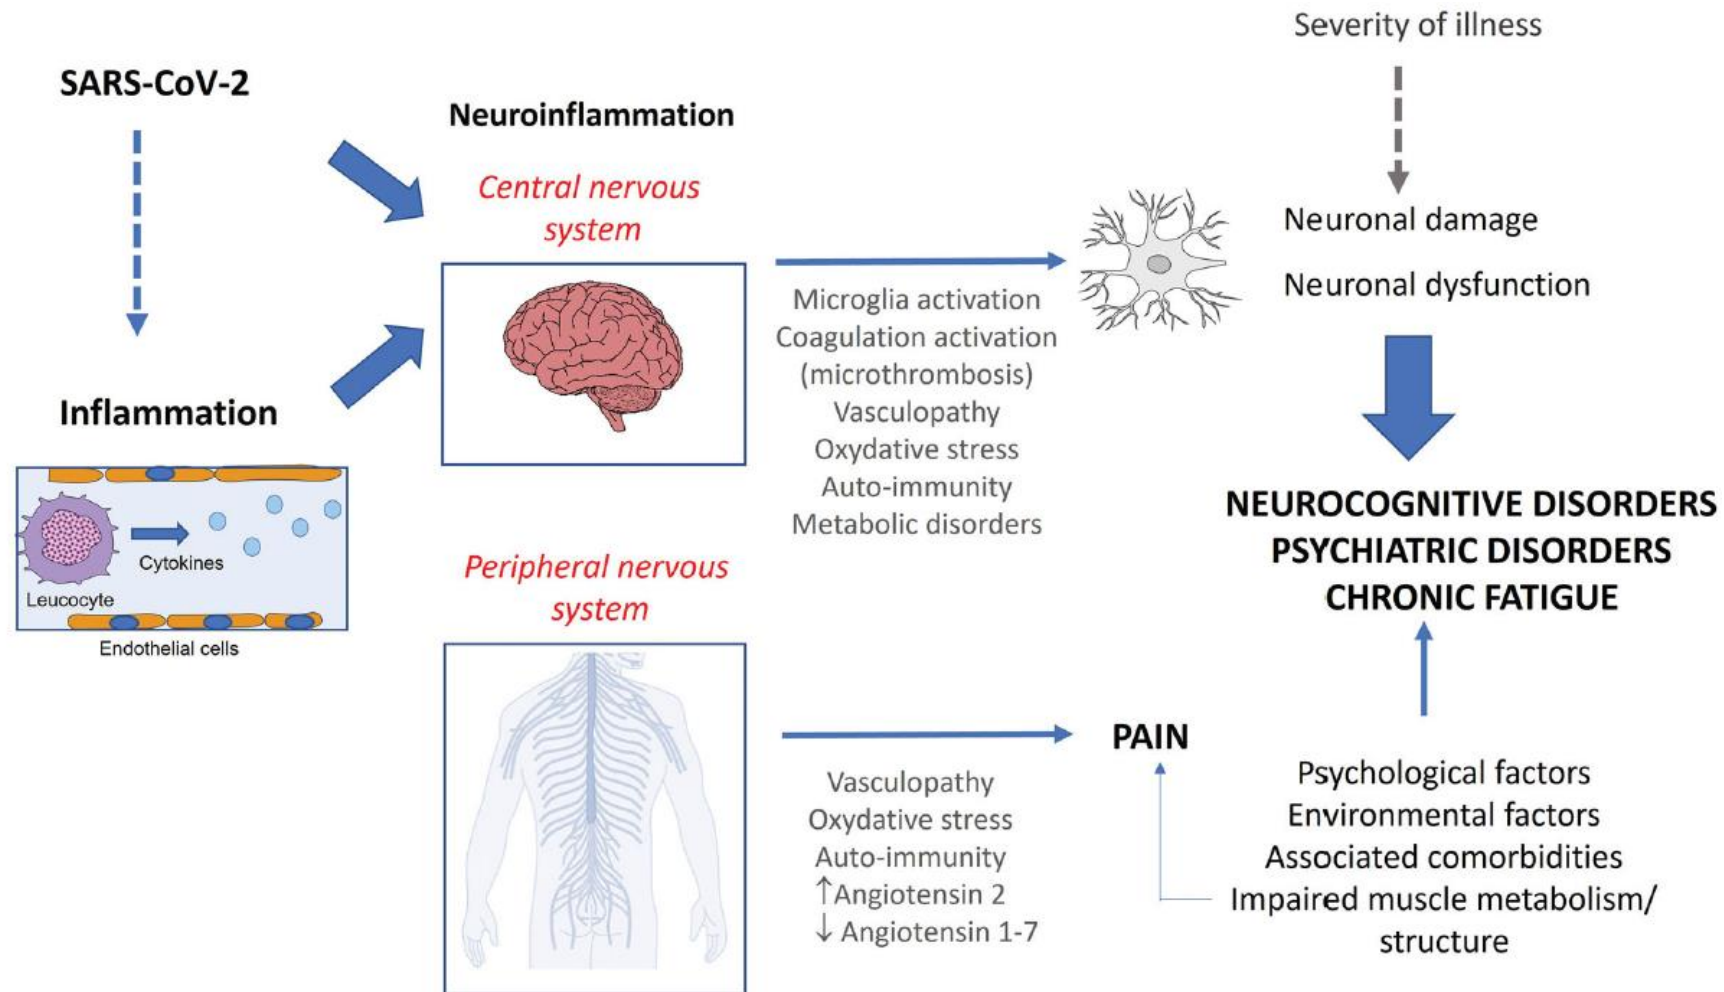 SARS-CoV-2
Inflammation
Cytokines
Leucocyte
Endothelial cells
Neuroinflammation
Central nervous
system
Peripheral nervous
system
Microglia activation
Coagulation activation
(microthrombosis)
Vasculopathy
Oxydative stress
Auto-immunity
Metabolic disorders
Vasculopathy
Oxydative stress
Auto-immunity
↑Angiotensin 2
↓ Angiotensin 1-7
PAIN
Severity of illness
Neuronal damage
Neuronal dysfunction
NEUROCOGNITIVE DISORDERS
PSYCHIATRIC DISORDERS
CHRONIC FATIGUE
Psychological factors
Environmental factors
Associated comorbidities
Impaired muscle metabolism/
structure